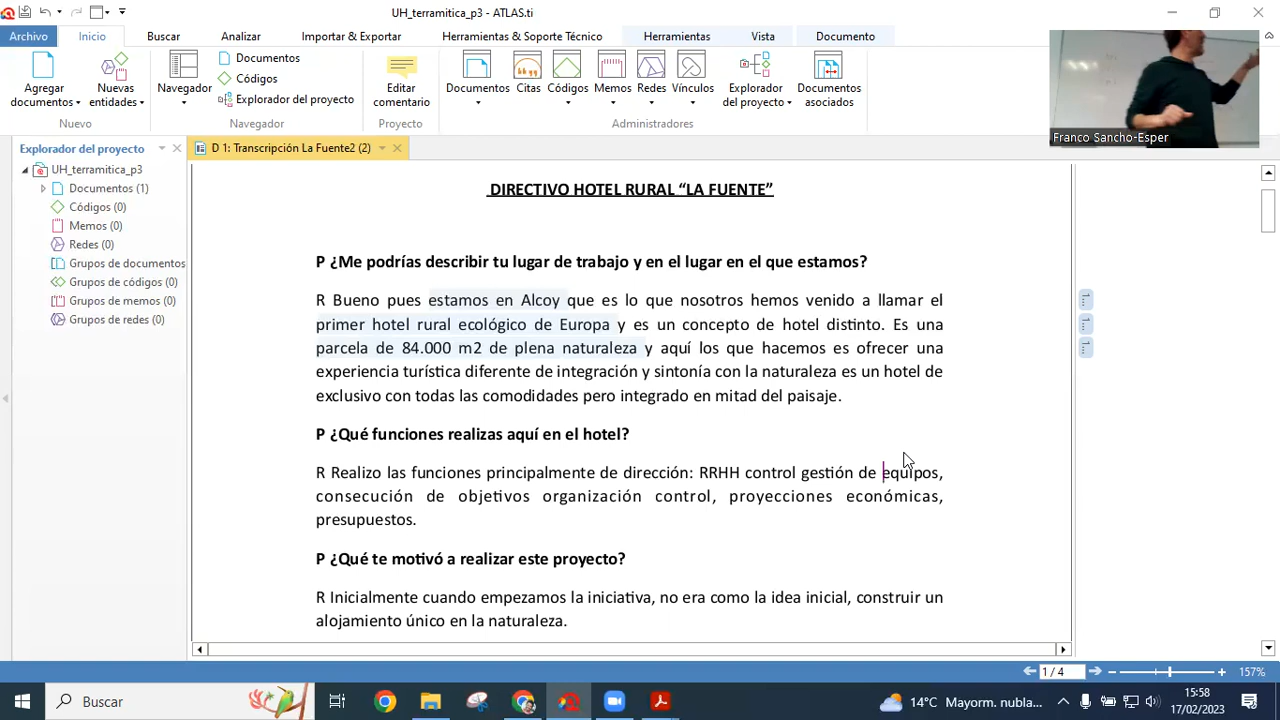 UH_terramitica_p3 - ATLAS.ti
Archivo
Inicio
Buscar
Analizar
Importar & Exportar
Herramientas & Soporte Técnico
Herramientas
Vista
Documento
Agregar
documentos
Nuevas
entidades
Nuevo
Navegador
Documentos
Códigos
Explorador del proyecto
Navegador
Editar
comentario
Proyecto
Documentos
Citas
Códigos
Memos
Redes
Vínculos
Explorador
del proyecto
Documentos
asociados
Administradores
Franco Sancho-Esper
Explorador del proyecto
D 1: Transcripción La Fuente2 (2)
UH_terramitica_p3
Documentos (1)
Códigos (0)
Memos (0)
Redes (0)
Grupos de documentos
Grupos de códigos (0)
Grupos de memos (0)
Grupos de redes (0)
DIRECTIVO HOTEL RURAL “LA FUENTE”
P ¿Me podrías describir tu lugar de trabajo y en el lugar en el que estamos?
R Bueno pues estamos en Alcoy que es lo que nosotros hemos venido a llamar el
primer hotel rural ecológico de Europa y es un concepto de hotel distinto. Es una
parcela de 84.000 m2 de plena naturaleza y aquí los que hacemos es ofrecer una
experiencia turística diferente de integración y sintonía con la naturaleza es un hotel de
exclusivo con todas las comodidades pero integrado en mitad del paisaje.
P ¿Qué funciones realizas aquí en el hotel?
R Realizo las funciones principalmente de dirección: RRHH control gestión de equipos,
consecución de objetivos organización control, proyecciones económicas,
presupuestos.
P ¿Qué te motivó a realizar este proyecto?
R Inicialmente cuando empezamos la iniciativa, no era como la idea inicial, construir un
alojamiento único en la naturaleza.
1...
1...
1...
1 / 4
157%
Buscar
14°C Mayorm. nubla...
15:58
17/02/2023